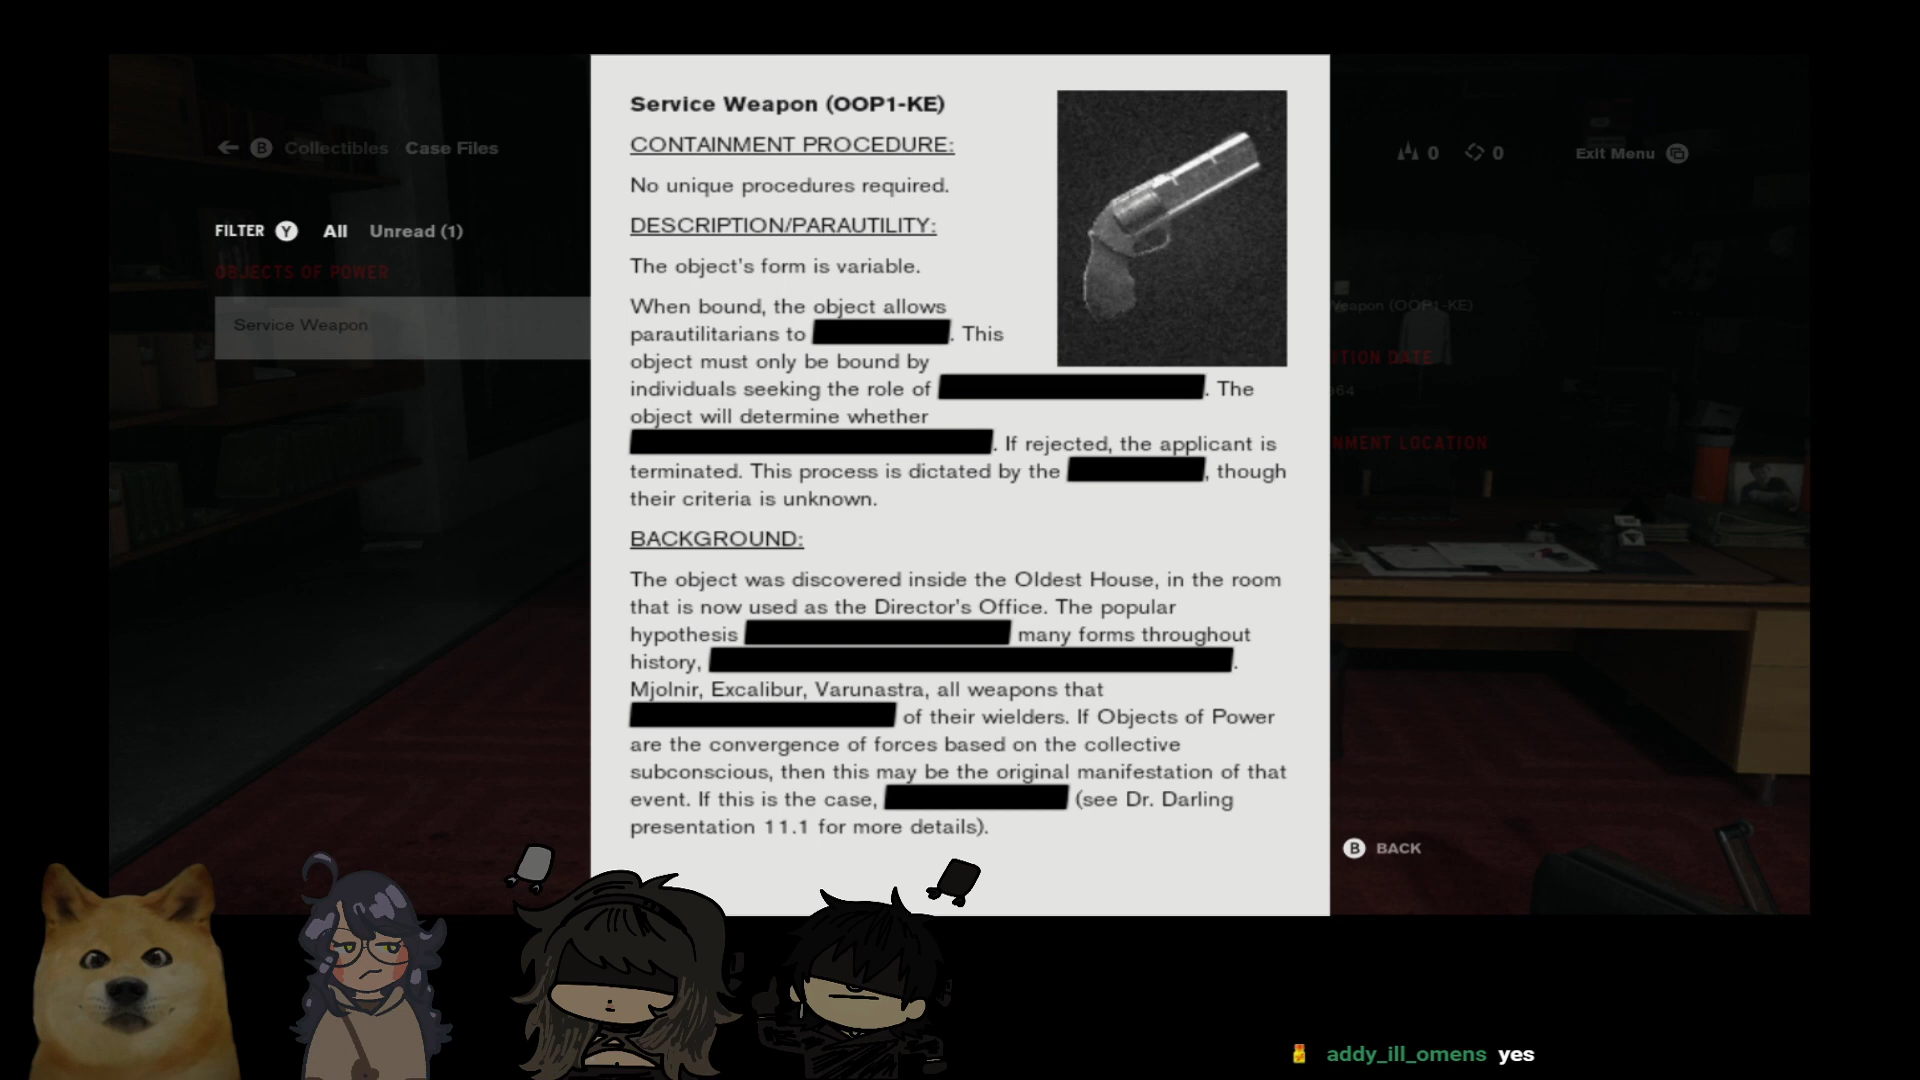 Service Weapon (OOP1-KE)
CONTAINMENT PROCEDURE:
B Collectibles Case Files
0 0 Exit Menu
No unique procedures required.
DESCRIPTION/PARAUTILITY:
FILTER Y All Unread (1)
The object's form is variable.
OBJECTS OF POWER
When bound, the object allows
Weapon (OOP1-KE)
Service Weapon
parautilitarians to . This
object must only be bound by
individuals seeking the role of . The
object will determine whether
. If rejected, the applicant is
terminated. This process is dictated by the , though
their criteria is unknown.
BACKGROUND:
The object was discovered inside the Oldest House, in the room
that is now used as the Director's Office. The popular
hypothesis many forms throughout
history, .
Mjolnir, Excalibur, Varunastra, all weapons that
of their wielders. If Objects of Power
are the convergence of forces based on the collective
subconscious, then this may be the original manifestation of that
event. If this is the case, (see Dr. Darling
presentation 11.1 for more details).
B BACK
addy_ill_omens yes